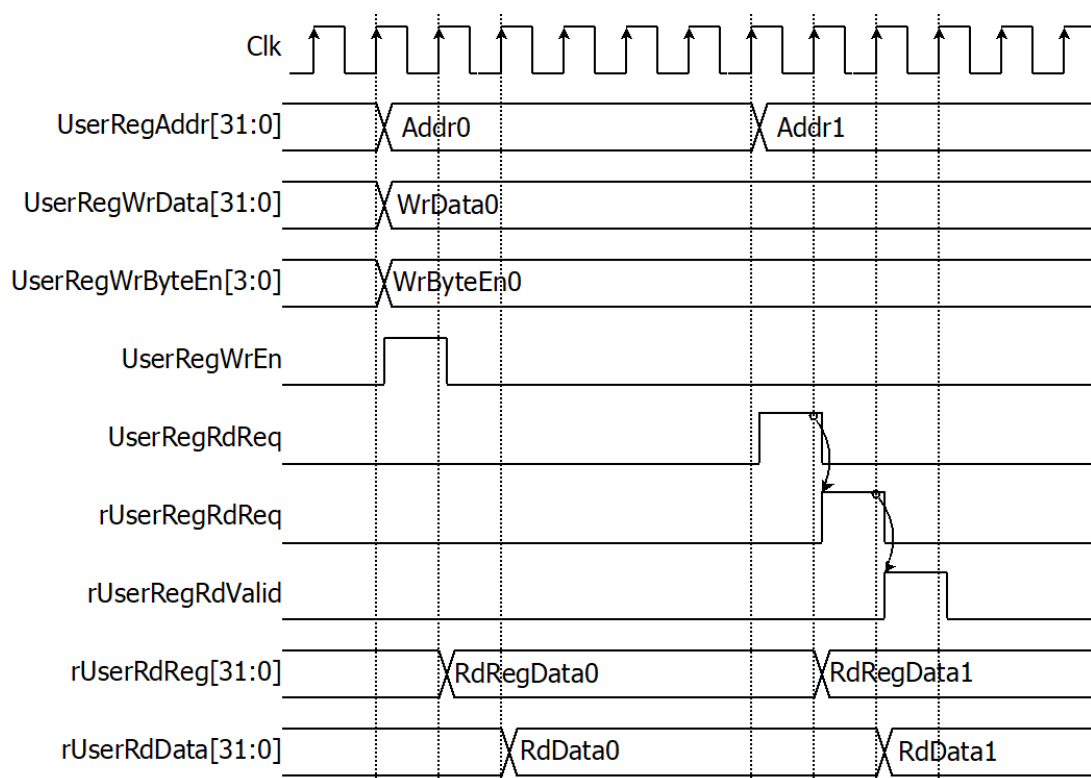 Clk
UserRegAddr[31:0]
Addr0
Addr1
UserRegWrData[31:0]
WrData0
UserRegWrByteEn[3:0]
WrByteEn0
UserRegWrEn
UserRegRdReq
rUserRegRdReq
rUserRegRdValid
rUserRdReg[31:0]
RdRegData0
RdRegData1
rUserRdData[31:0]
RdData0
RdData1